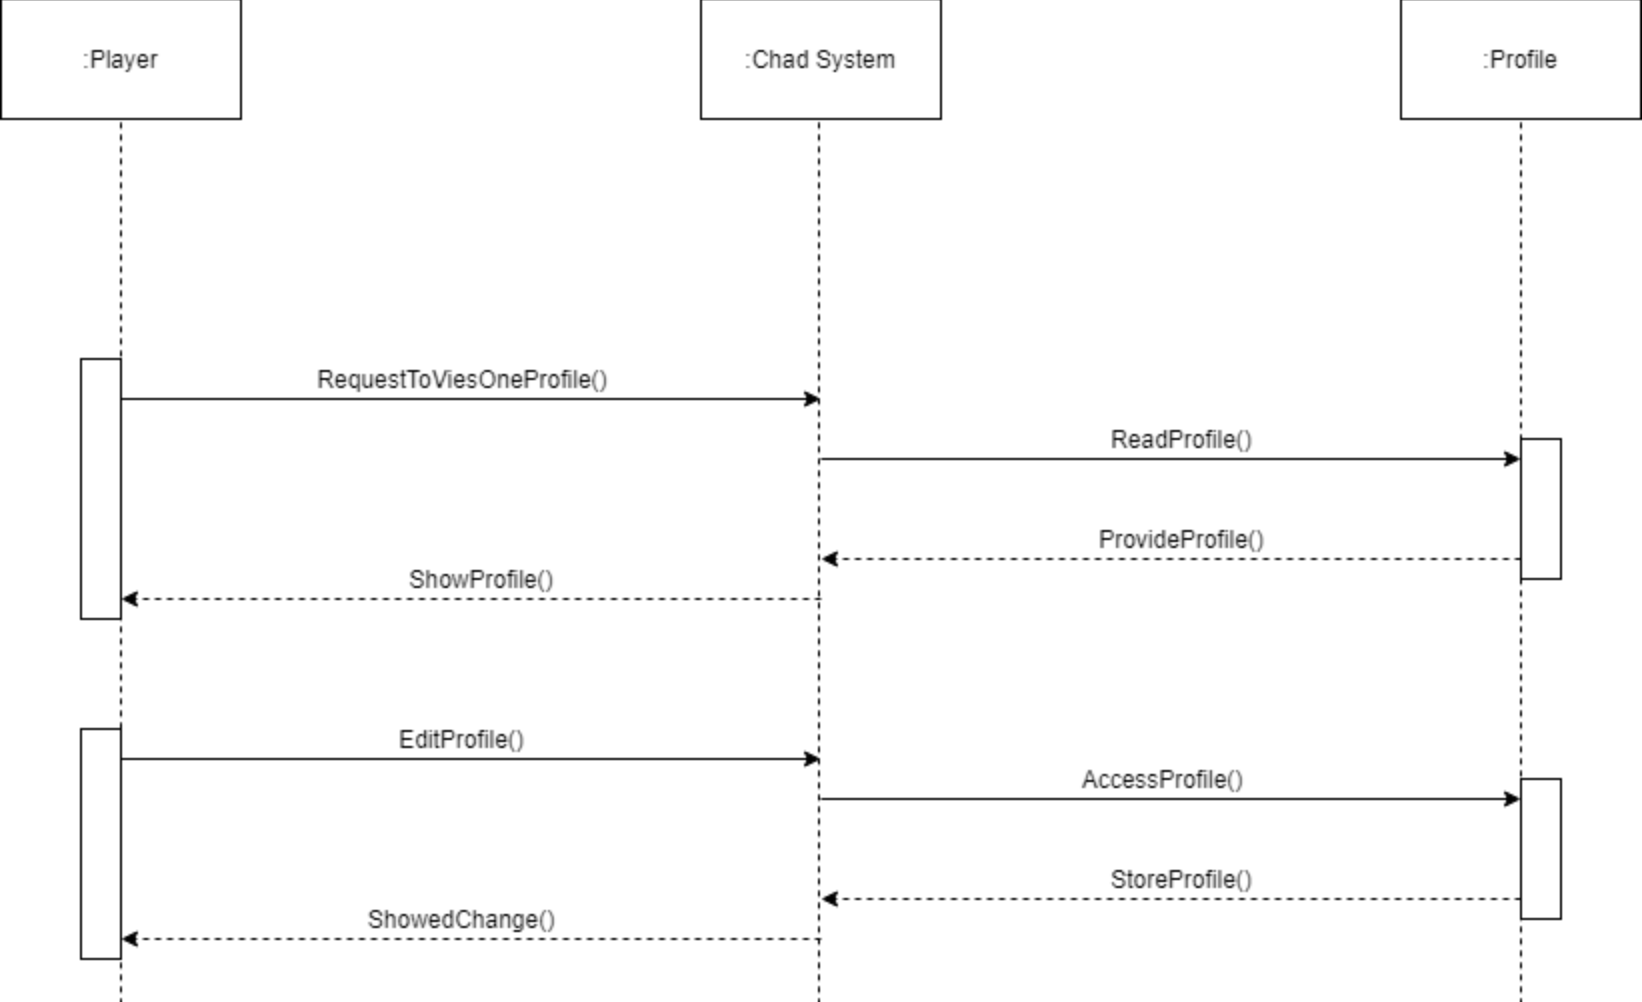 :Player
:Chad System
:Profile
RequestToViesOneProfile()
ReadProfile()
ProvideProfile()
ShowProfile()
EditProfile()
AccessProfile()
StoreProfile()
ShowedChange()